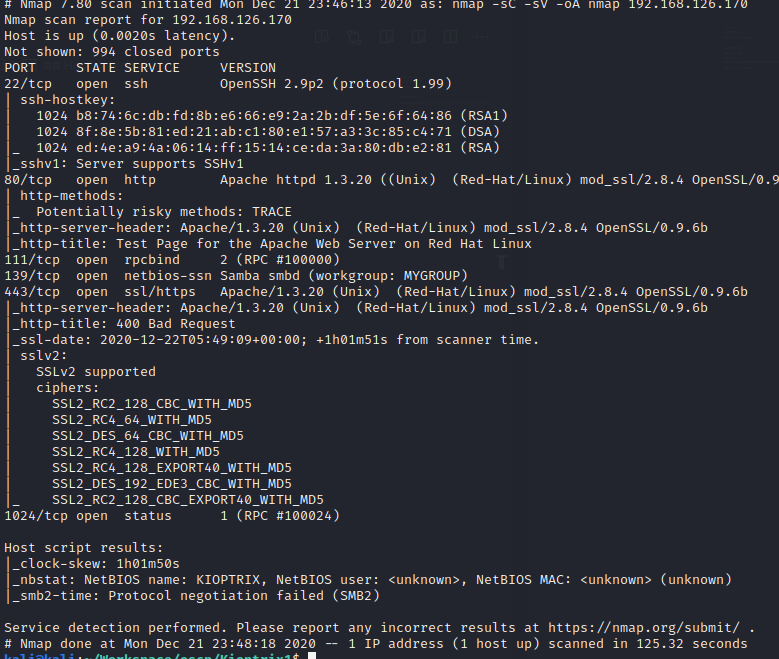 # Nmap 7.80 scan initiated Mon Dec 21 23:46:13 2020 as: nmap -sC -sV -oA nmap 192.168.126.170
Nmap scan report for 192.168.126.170
Host is up (0.0020s latency).
Not shown: 994 closed ports
PORT     STATE SERVICE     VERSION
22/tcp   open  ssh         OpenSSH 2.9p2 (protocol 1.99)
| ssh-hostkey:
|   1024 b8:74:6c:db:fd:8b:e6:66:e9:2a:2b:df:5e:6f:64:86 (RSA1)
|   1024 8f:8e:5b:81:ed:21:ab:c1:80:e1:57:a3:3c:85:c4:71 (DSA)
|_  1024 ed:4e:a9:4a:06:14:ff:15:14:ce:da:3a:80:db:e2:81 (RSA)
|_sshv1: Server supports SSHv1
80/tcp   open  http        Apache httpd 1.3.20 ((Unix)  (Red-Hat/Linux) mod_ssl/2.8.4 OpenSSL/0.9
| http-methods:
|_  Potentially risky methods: TRACE
|_http-server-header: Apache/1.3.20 (Unix)  (Red-Hat/Linux) mod_ssl/2.8.4 OpenSSL/0.9.6b
|_http-title: Test Page for the Apache Web Server on Red Hat Linux
111/tcp  open  rpcbind     2 (RPC #100000)
139/tcp  open  netbios-ssn Samba smbd (workgroup: MYGROUP)
443/tcp  open  ssl/https   Apache/1.3.20 (Unix)  (Red-Hat/Linux) mod_ssl/2.8.4 OpenSSL/0.9.6b
|_http-server-header: Apache/1.3.20 (Unix)  (Red-Hat/Linux) mod_ssl/2.8.4 OpenSSL/0.9.6b
|_http-title: 400 Bad Request
|_ssl-date: 2020-12-22T05:49:09+00:00; +1h01m51s from scanner time.
| sslv2:
|   SSLv2 supported
|   ciphers:
|     SSL2_RC2_128_CBC_WITH_MD5
|     SSL2_RC4_64_WITH_MD5
|     SSL2_DES_64_CBC_WITH_MD5
|     SSL2_RC4_128_WITH_MD5
|     SSL2_RC4_128_EXPORT40_WITH_MD5
|     SSL2_DES_192_EDE3_CBC_WITH_MD5
|_    SSL2_RC2_128_CBC_EXPORT40_WITH_MD5
1024/tcp open  status      1 (RPC #100024)

Host script results:
|_clock-skew: 1h01m50s
|_nbstat: NetBIOS name: KIOPTRIX, NetBIOS user: <unknown>, NetBIOS MAC: <unknown> (unknown)
|_smb2-time: Protocol negotiation failed (SMB2)

Service detection performed. Please report any incorrect results at https://nmap.org/submit/ .
# Nmap done at Mon Dec 21 23:48:18 2020 -- 1 IP address (1 host up) scanned in 125.32 seconds
kali@kali:~/Workspace/oscp/Kioptrix1$